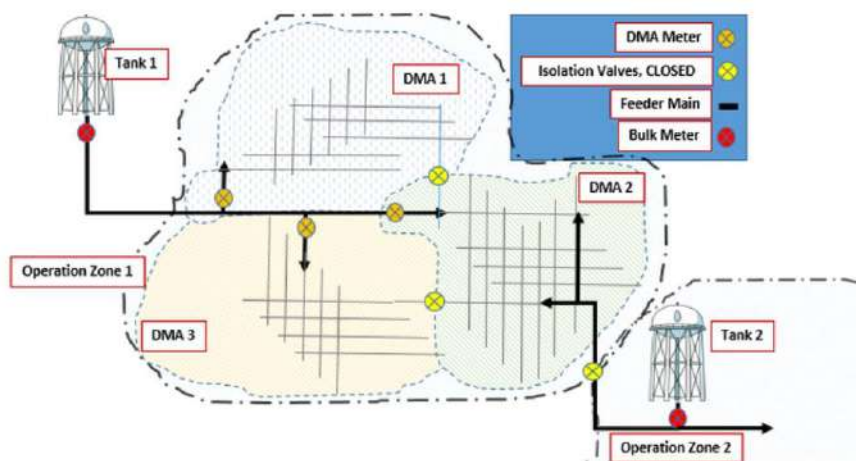 DMA Meter
Tank 1
DMA 1
Isolation Valves, CLOSED
Feeder Main
Bulk Meter
DMA 2
Operation Zone 1
DMA 3
Tank 2
Operation Zone 2